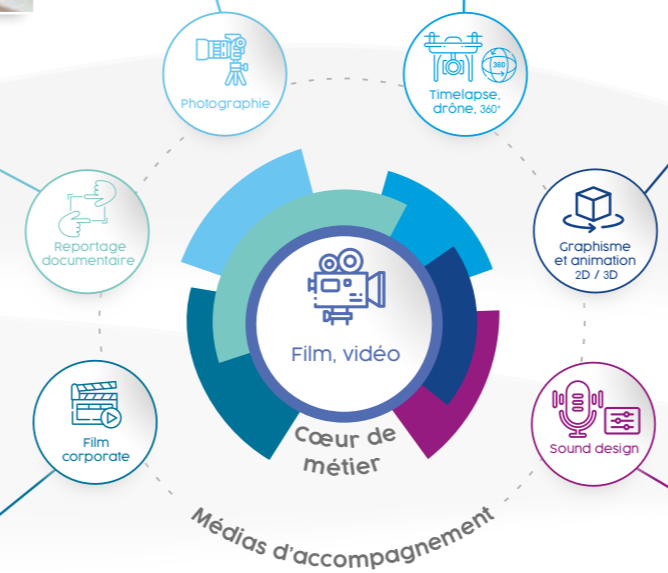 Photographie
Timelapse,
drône, 360°
360
Reportage
documentaire
Graphisme
et animation
2D / 3D
Film, vidéo
Film
corporate
Sound design
Cœur de
métier
Médias d'accompagnement